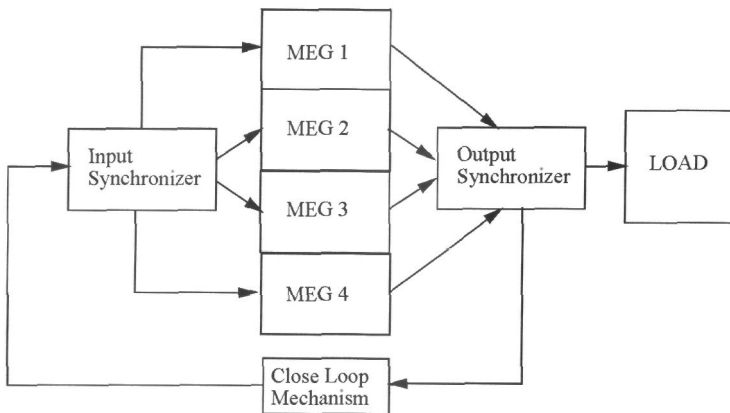 MEG 1
MEG 2
Input
Synchronizer
Output
Synchronizer
LOAD
MEG 3
MEG 4
Close Loop
Mechanism